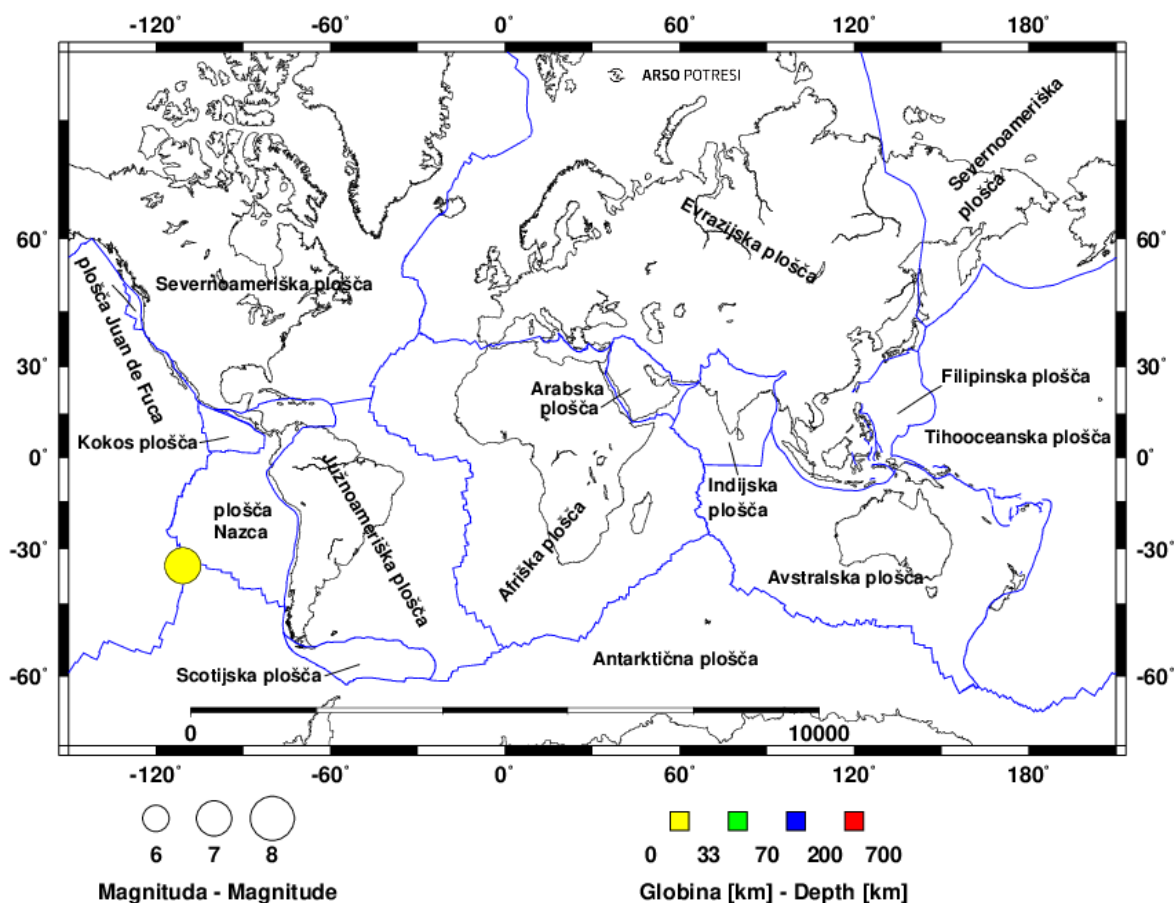 -120˚ -60˚ 0˚ 60˚ 120˚ 180˚
ARSO POTRESI
Severnoameriška
plošča
Evrazijska plošča
60˚ 60˚
Severnoameriška plošča
plošča Juan de Fuca
30˚ 30˚
Arabska
plošča
Filipinska plošča
Kokos plošča
Tihooceanska plošča
0˚ 0˚
Južnoameriška plošča
Indijska
plošča
plošča
Nazca
Afriška plošča
-30˚ -30˚
Avstralska plošča
Antarktična plošča
Scotijska plošča
-60˚ -60˚
0 10000
-120˚ -60˚ 0˚ 60˚ 120˚ 180˚
6 7 8
0 33 70 200 700
Magnituda - Magnitude
Globina [km] - Depth [km]